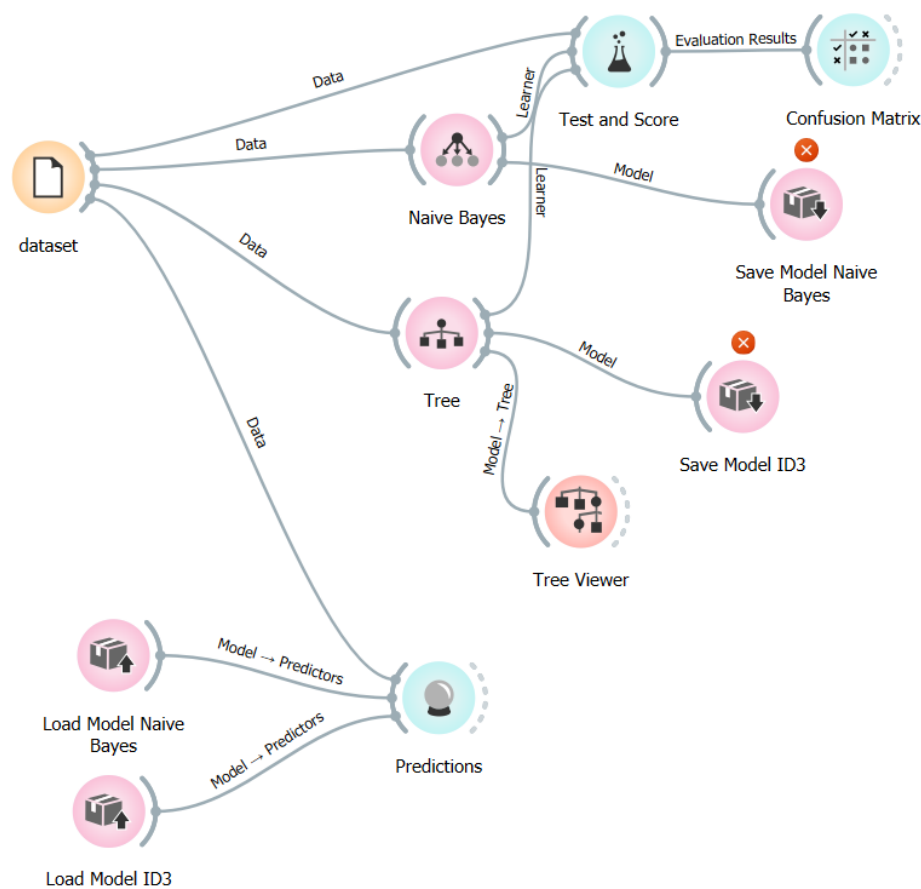 Evaluation Results
Data
Learner
Test and Score
Confusion Matrix
Data
Naive Bayes
Model
Learner
dataset
Save Model Naive
Bayes
Data
Tree
Model
Save Model ID3
Model → Tree
Data
Tree Viewer
Load Model Naive
Bayes
Model → Predictors
Predictions
Model → Predictors
Load Model ID3